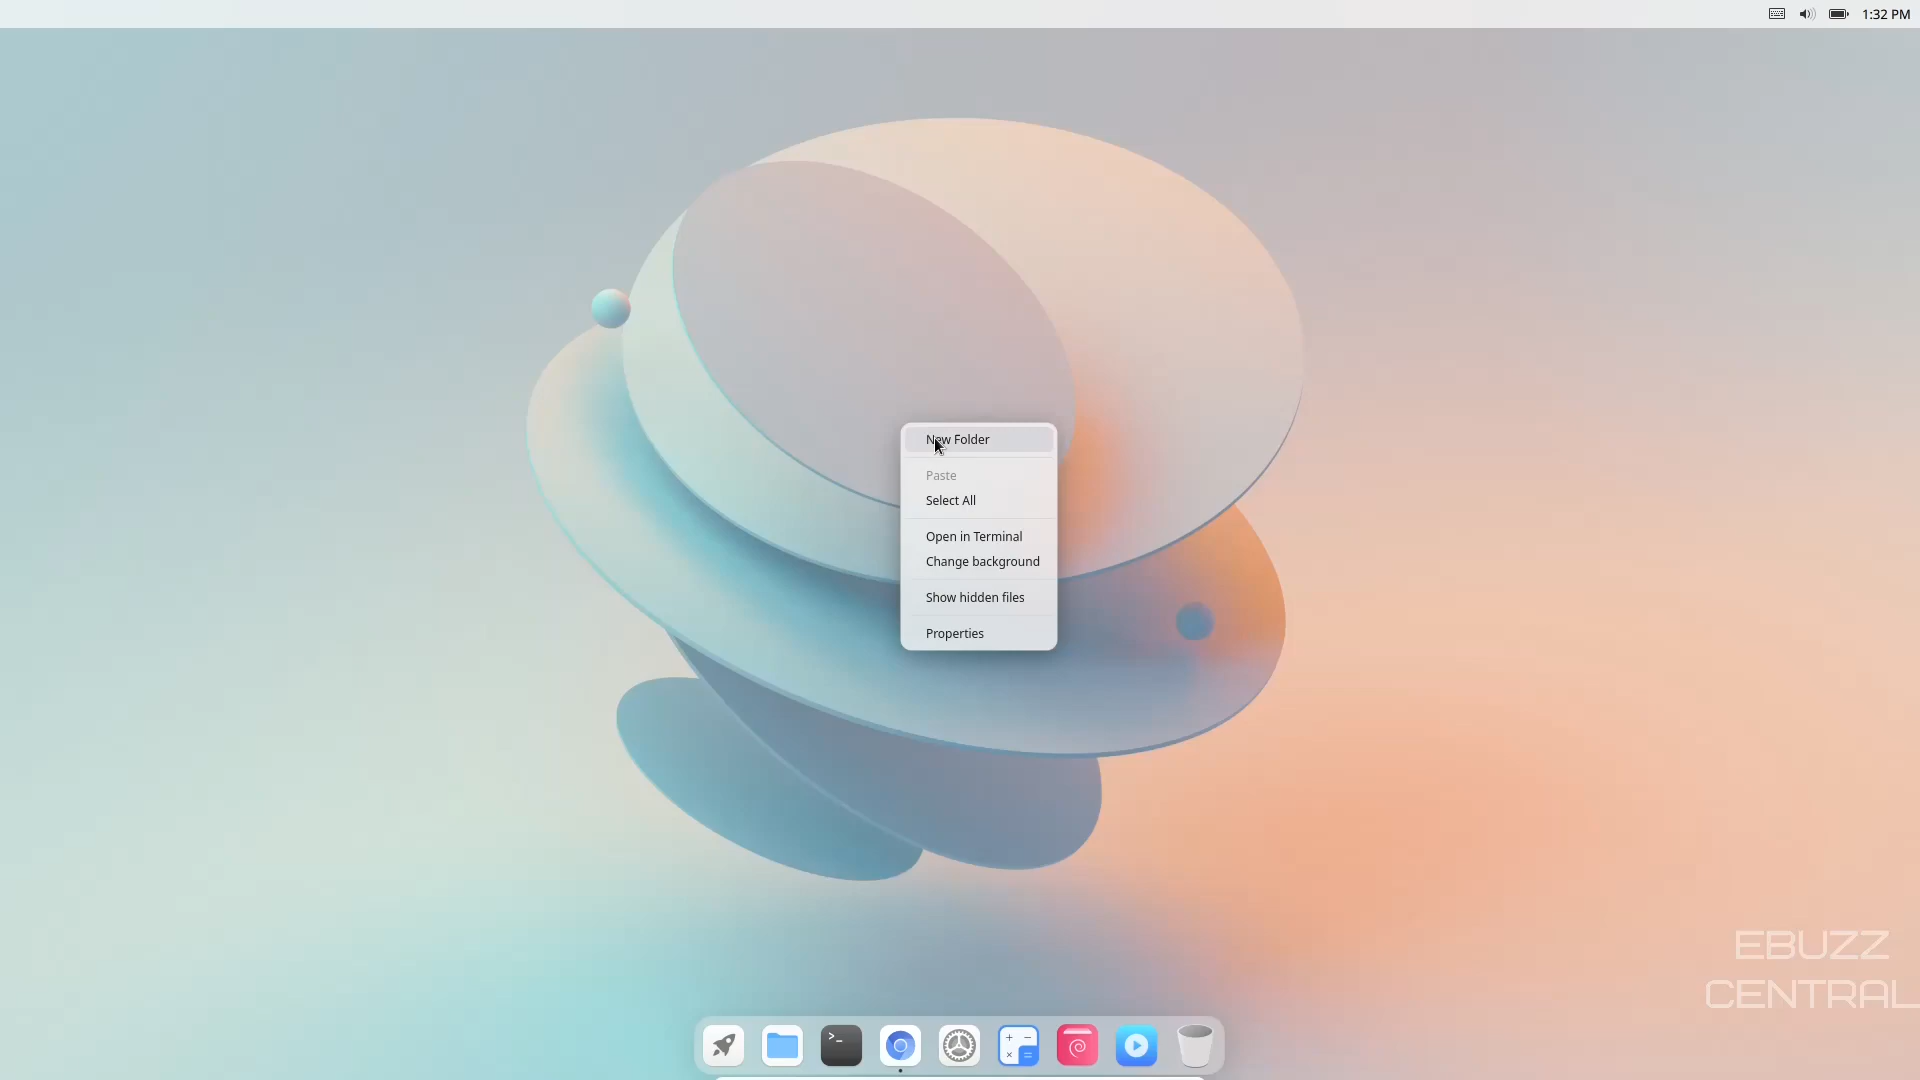 1:32 PM
New Folder
Paste
Select All
Open in Terminal
Change background
Show hidden files
Properties
EBUZZ
CENTRAL
>_